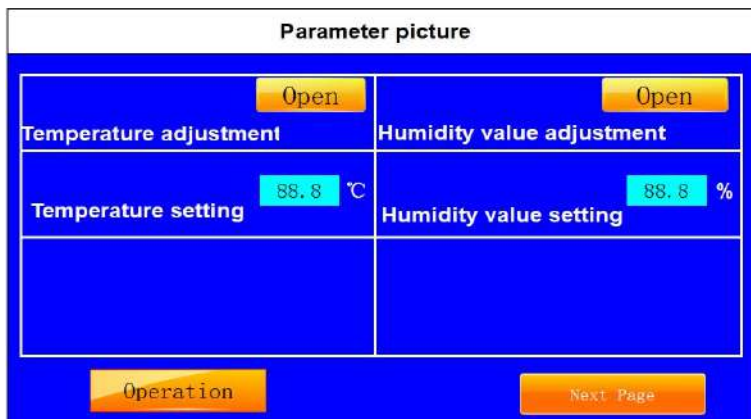 Parameter picture
Open
Temperature adjustment
Open
Humidity value adjustment
88.8 ℃
Temperature setting
88.8 %
Humidity value setting
Operation
Next Page